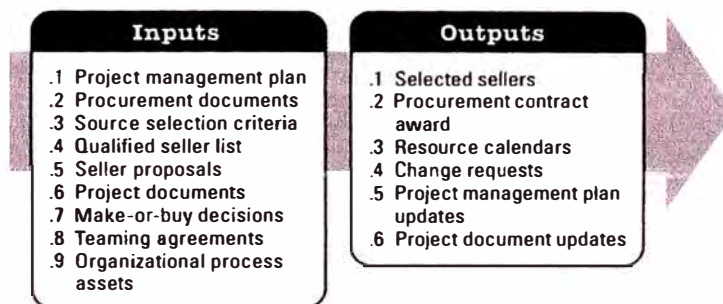 Inputs
.1 Project management plan
.2 Procurement documents
.3 Source selection criteria
.4 Qualified seller list
.5 Seller proposals
.6 Project documents
.7 Make-or-buy decisions
.8 Teaming agreements
.9 Organizational process
assets
Outputs
.1 Selected sellers
.2 Procurement contract
award
.3 Resource calendars
.4 Change requests
.5 Project management plan
updates
.6 Project document updates